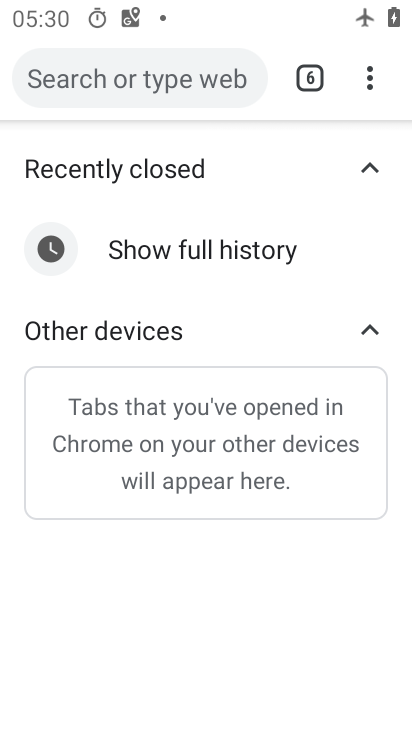 05:30
Search or type web
6
Recently closed
Show full history
Other devices
Tabs that you've opened in
Chrome on your other devices
will appear here.